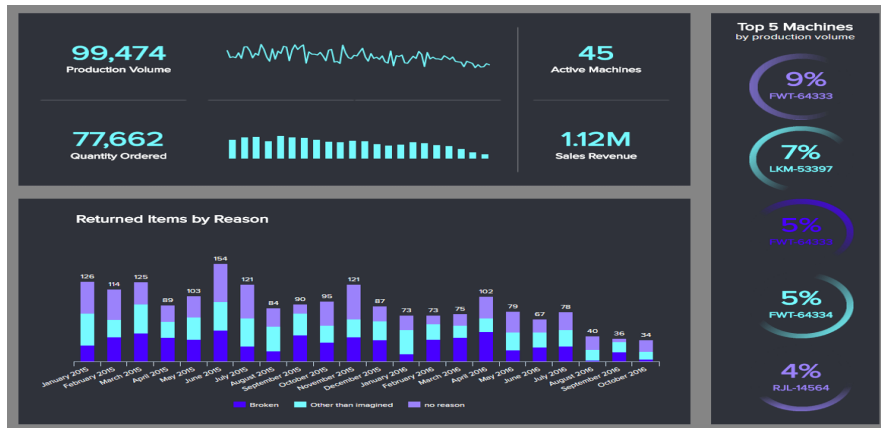 99,474
Production Volume
45
Active Machines
77,662
Quantity Ordered
1.12M
Sales Revenue
Top 5 Machines
by production volume
9%
FWT-64333
7%
LKM-53397
5%
5%
FWT-64334
4%
RJL-14564
Returned Items by Reason
126
114
125
89
103
154
121
84
90
95
121
87
73
73
75
102
79
67
78
40
36
34
January 2015
February 2015
March 2015
April 2015
May 2015
June 2015
July 2015
August 2015
September 2015
October 2015
November 2015
December 2015
January 2016
February 2016
March 2016
April 2016
May 2016
June 2016
July 2016
August 2016
September 2016
October 2016
Broken
Other than imagined
no reason